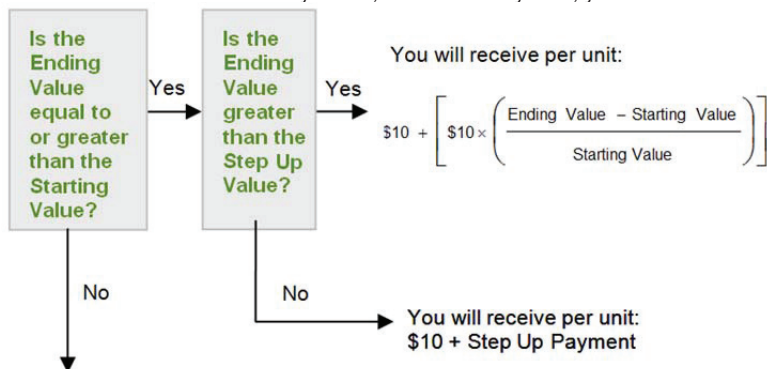 Is the
Ending
Value
equal to
or greater
than the
Starting
Value?
Yes
Is the
Ending
Value
greater
than the
Step Up
Value?
Yes
You will receive per unit:
$10 + [ $10 × ( Ending Value – Starting Value
Starting Value ) ]
No
No
You will receive per unit:
$10 + Step Up Payment